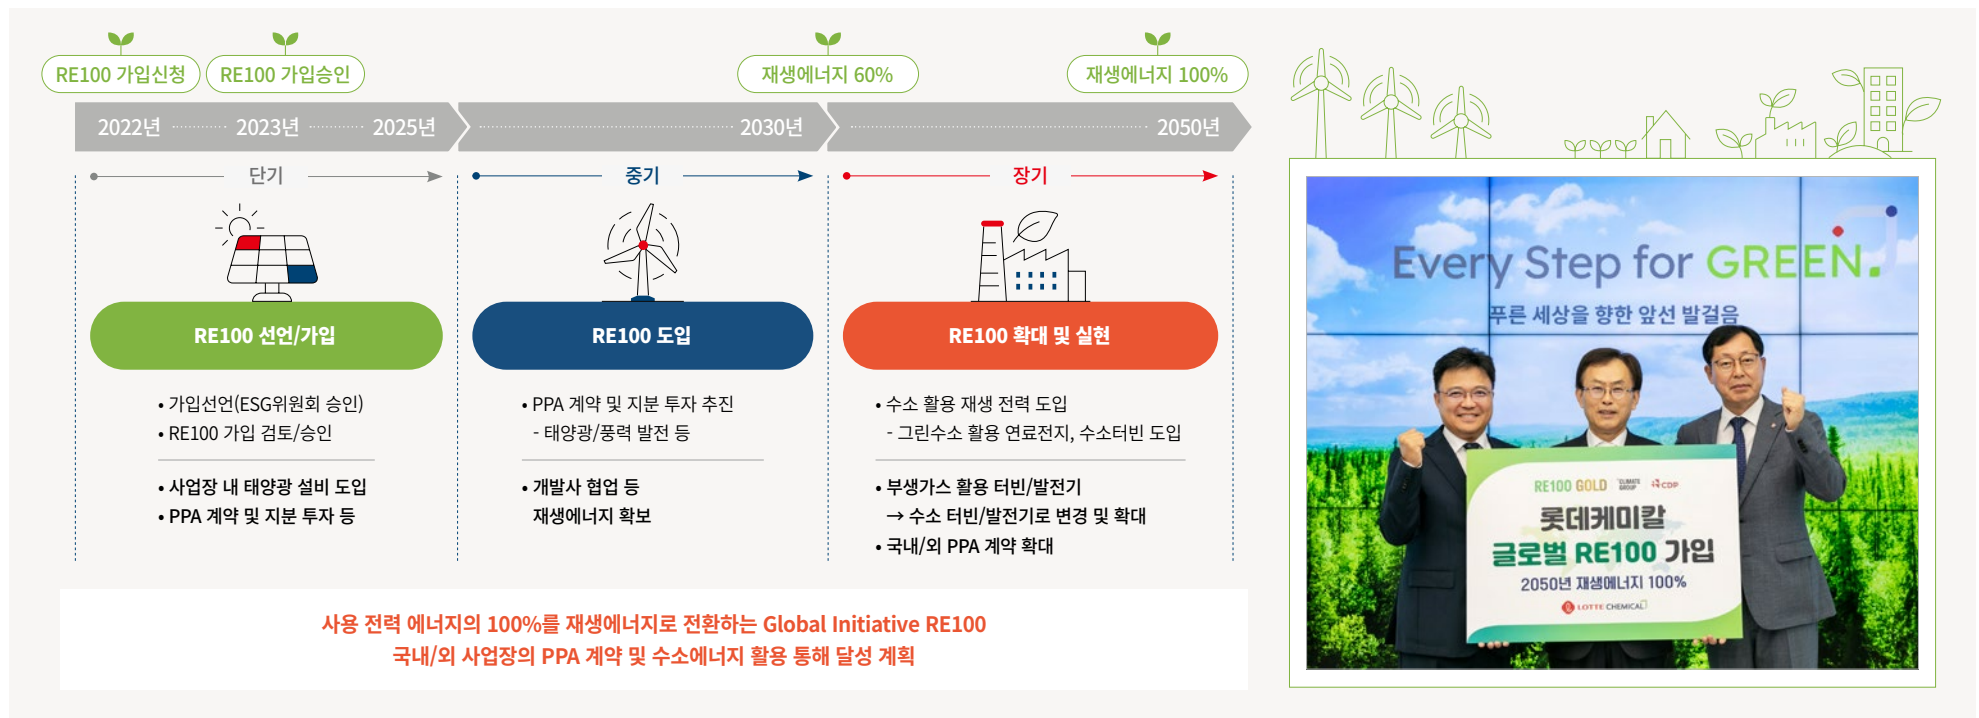 RE100 가입신청
RE100 가입승인
재생에너지 60%
재생에너지 100%
2022년
2023년
2025년
2030년
2050년
단기
중기
장기
RE100 선언/가입
• 가입선언(ESG위원회 승인)
• RE100 가입 검토/승인
• 사업장 내 태양광 설비 도입
• PPA 계약 및 지분 투자 등
RE100 도입
• PPA 계약 및 지분 투자 추진
- 태양광/풍력 발전 등
• 개발사 협업 등
재생에너지 확보
RE100 확대 및 실현
• 수소 활용 재생 전력 도입
- 그린수소 활용 연료전지, 수소터빈 도입
• 부생가스 활용 터빈/발전기
→ 수소 터빈/발전기로 변경 및 확대
• 국내/외 PPA 계약 확대
사용 전력 에너지의 100%를 재생에너지로 전환하는 Global Initiative RE100
국내/외 사업장의 PPA 계약 및 수소에너지 활용 통해 달성 계획
Every Step for GREEN.
푸른 세상을 향한 앞선 발걸음
RE100 GOLD °CLIMATE GROUP CDP
롯데케미칼
글로벌 RE100 가입
2050년 재생에너지 100%
LOTTE CHEMICAL